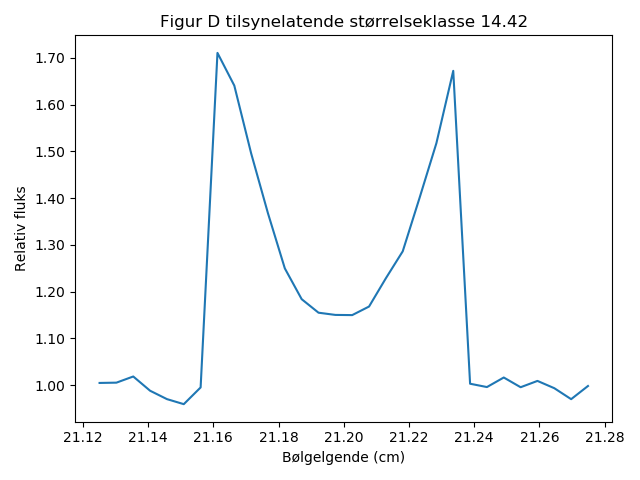 Figur D tilsynelatende størrelseklasse 14.42
Relativ fluks
1.70
1.60
1.50
1.40
1.30
1.20
1.10
1.00
21.12 21.14 21.16 21.18 21.20 21.22 21.24 21.26 21.28
Bølgelgende (cm)